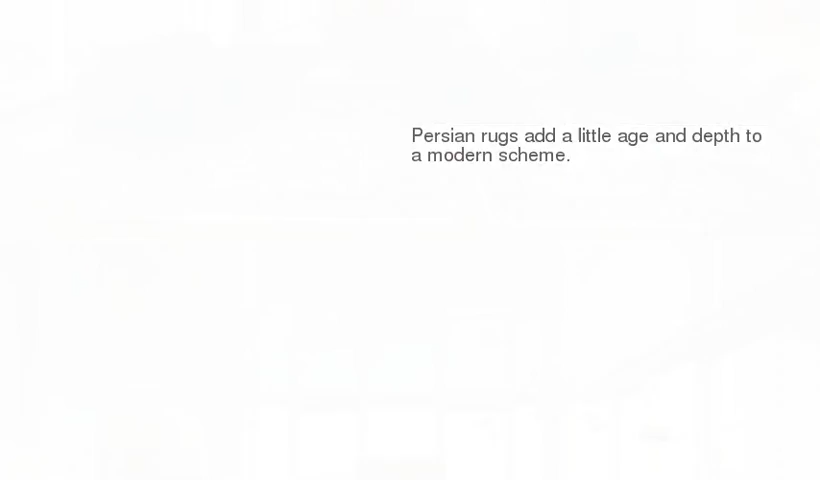 Persian rugs add a little age and depth to
a modern scheme.